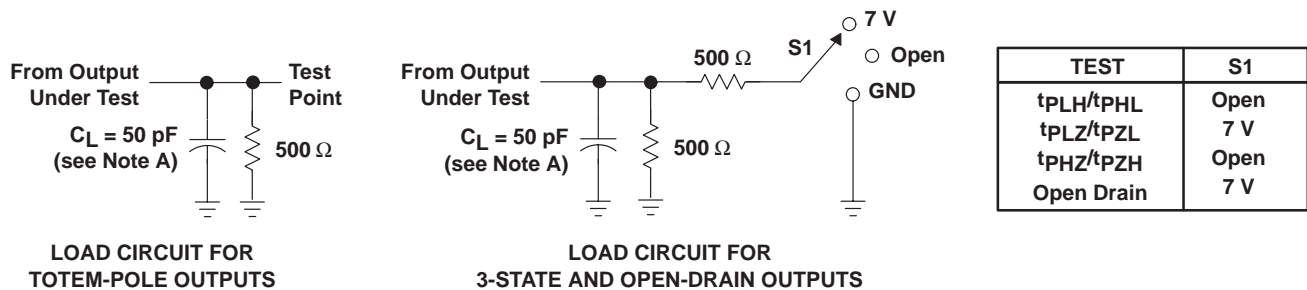 From Output
Under Test
Test
Point
CL = 50 pF
(see Note A)
500 Ω
LOAD CIRCUIT FOR
TOTEM-POLE OUTPUTS
From Output
Under Test
500 Ω
S1
7 V
Open
GND
CL = 50 pF
(see Note A)
500 Ω
LOAD CIRCUIT FOR
3-STATE AND OPEN-DRAIN OUTPUTS
TEST S1
tPLH/tPHL Open
tPLZ/tPZL 7 V
tPHZ/tPZH Open
Open Drain 7 V